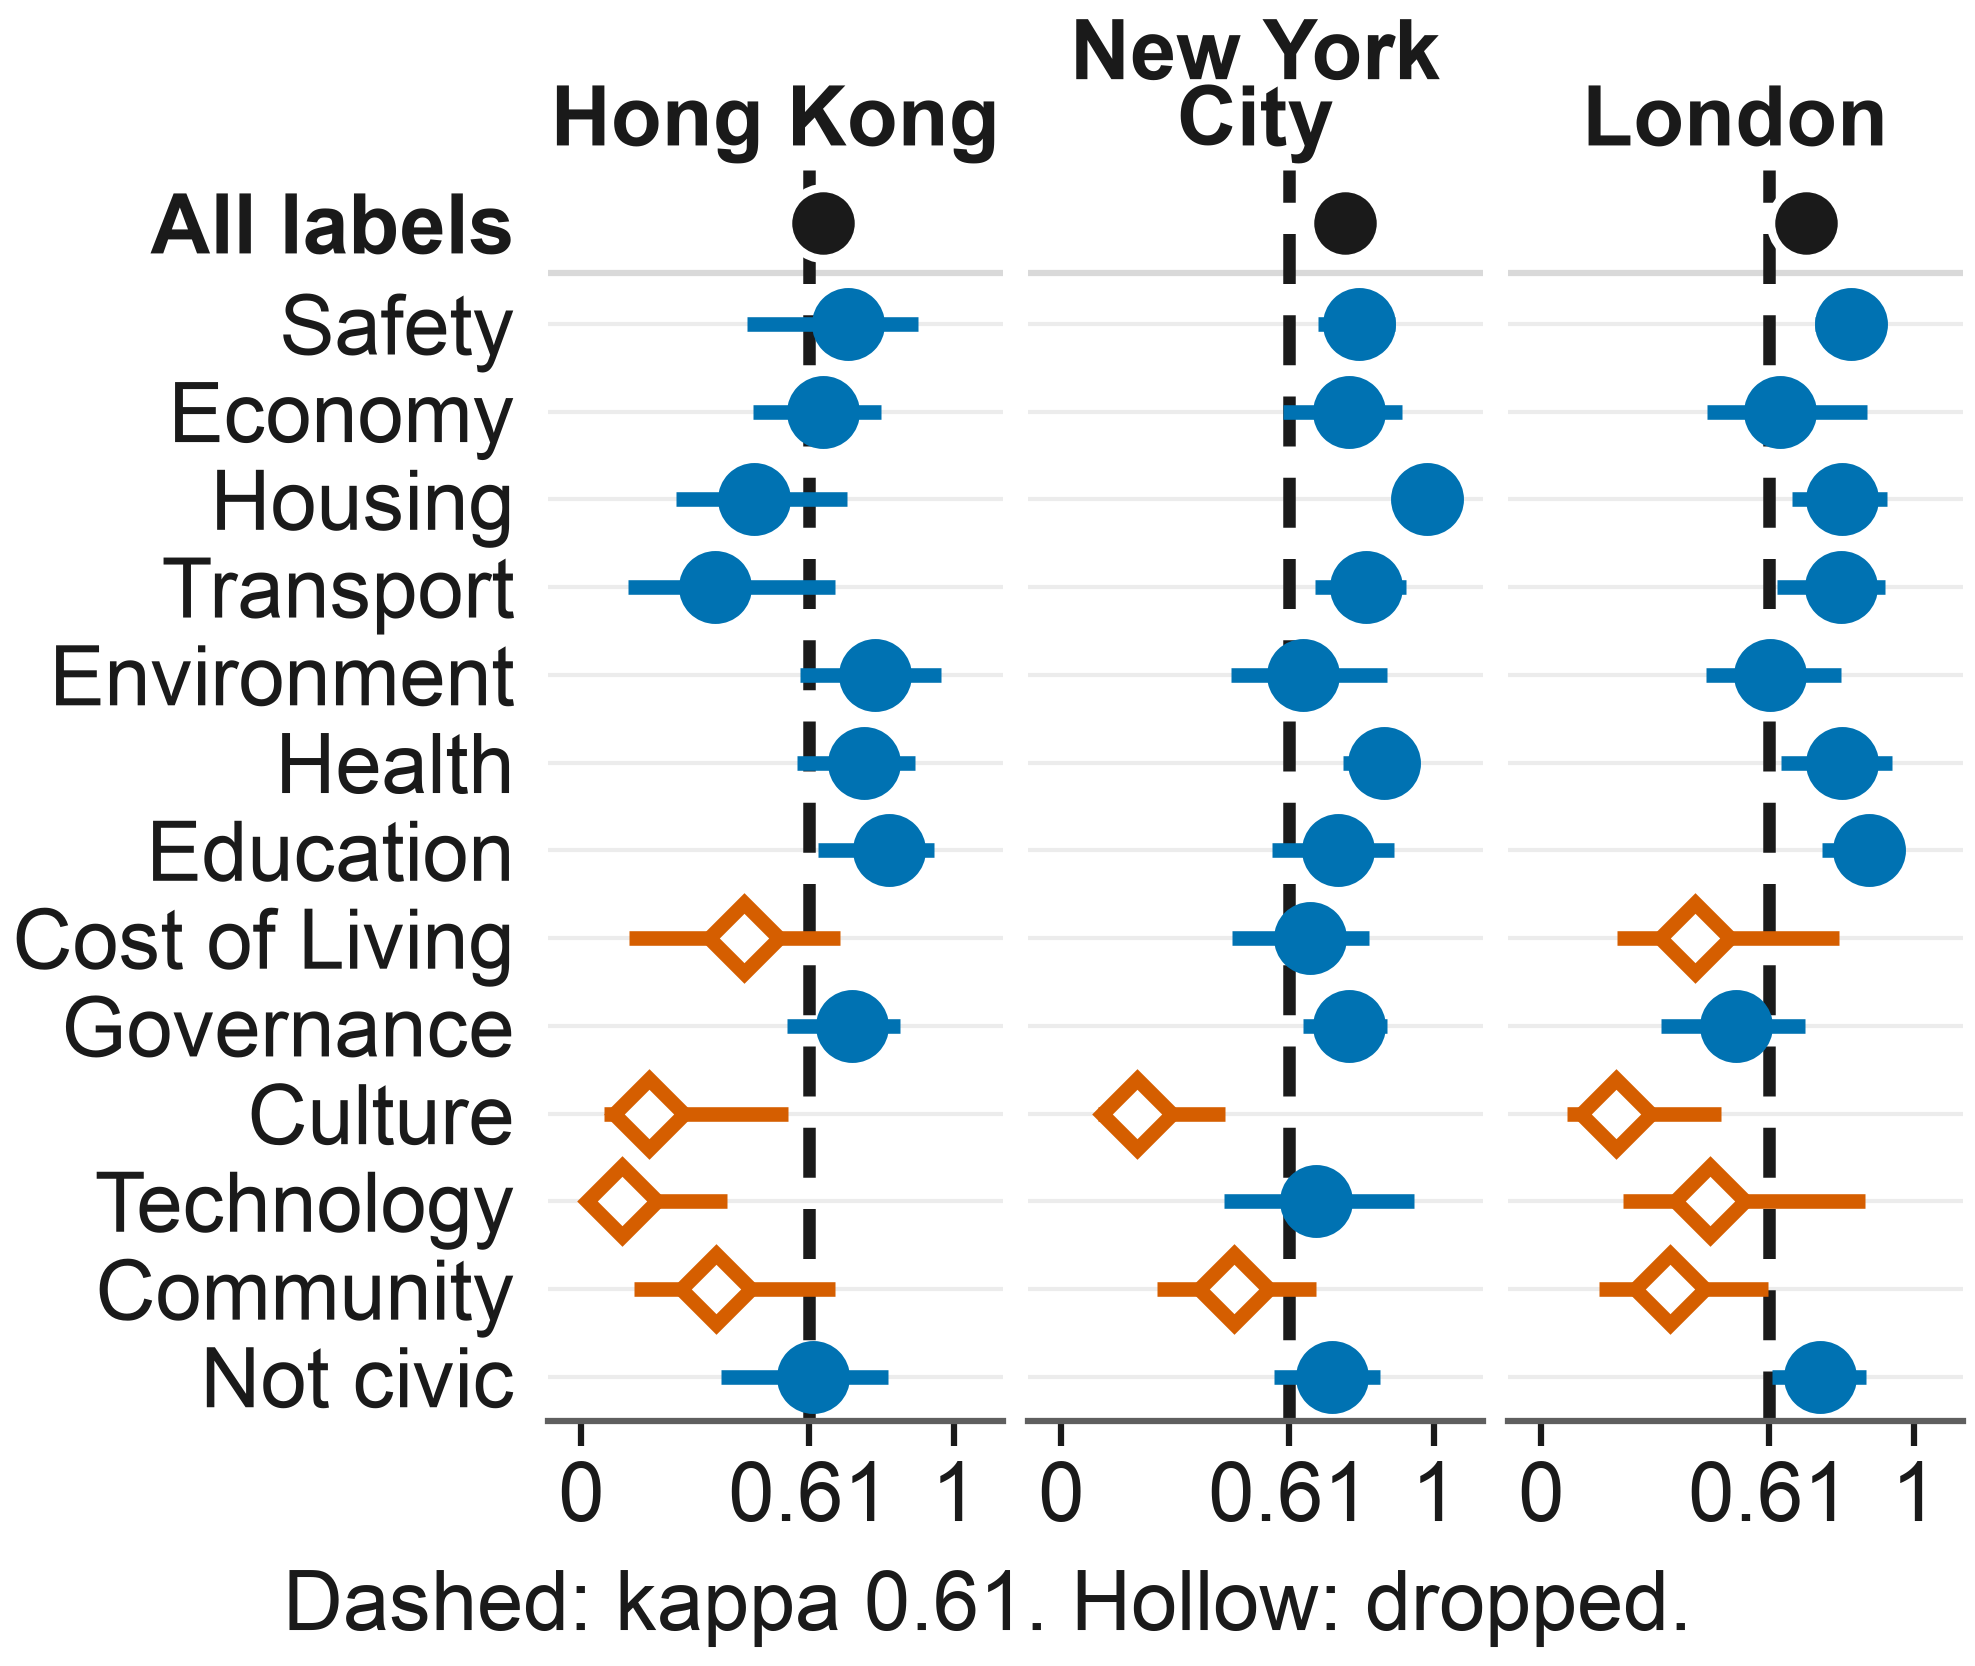 New York
Hong Kong City London
All labels
Safety
Economy
Housing
Transport
Environment
Health
Education
Cost of Living
Governance
Culture
Technology
Community
Not civic
0 0.61 1 0 0.61 1 0 0.61 1
Dashed: kappa 0.61. Hollow: dropped.